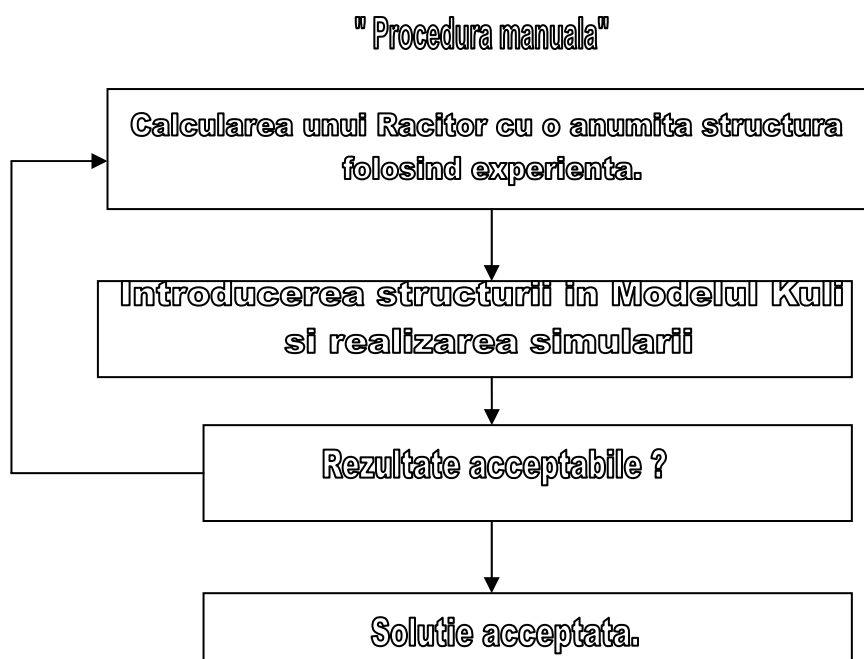 " Procedura manuala"
Calcularea unui Racitor cu o anumita structura
folosind experienta.
Introducerea structurii in Modelul Kuli
si realizarea simularii
Rezultate acceptabile ?
Solutie acceptata.